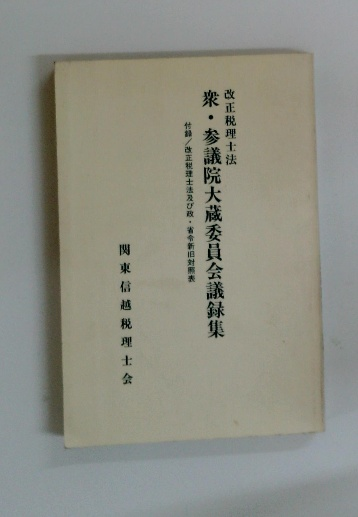 改正税理士法
衆・参議院大蔵委員会議録集
付録／改正税理士法及び政・省令新旧対照表
関東信越税理士会